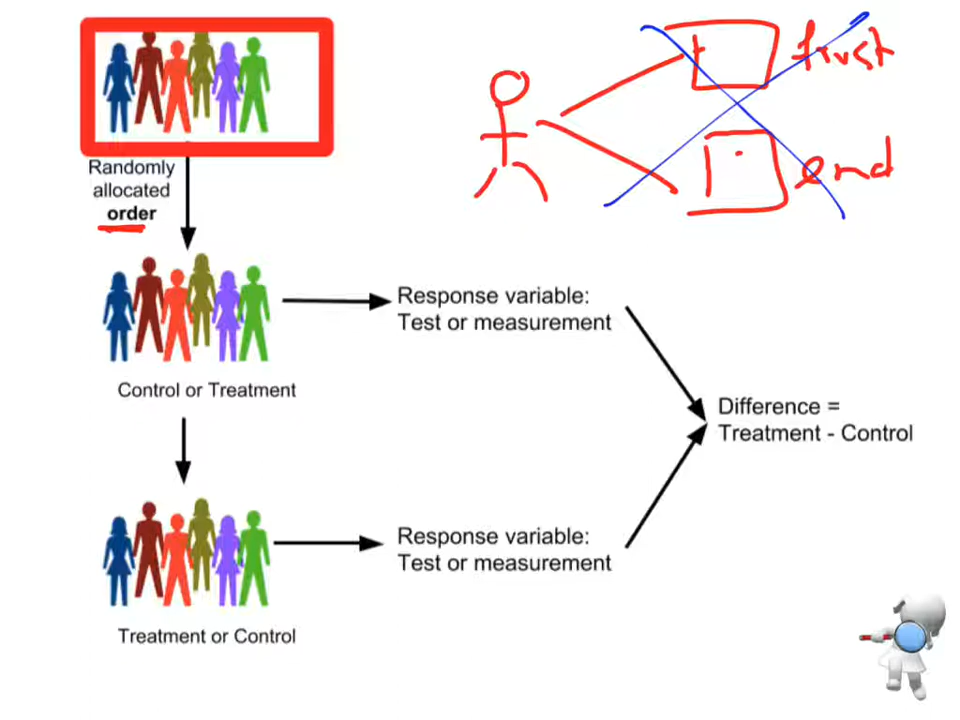 first
end
Randomly
allocated
order
Response variable:
Test or measurement
Control or Treatment
Difference =
Treatment - Control
Response variable:
Test or measurement
Treatment or Control